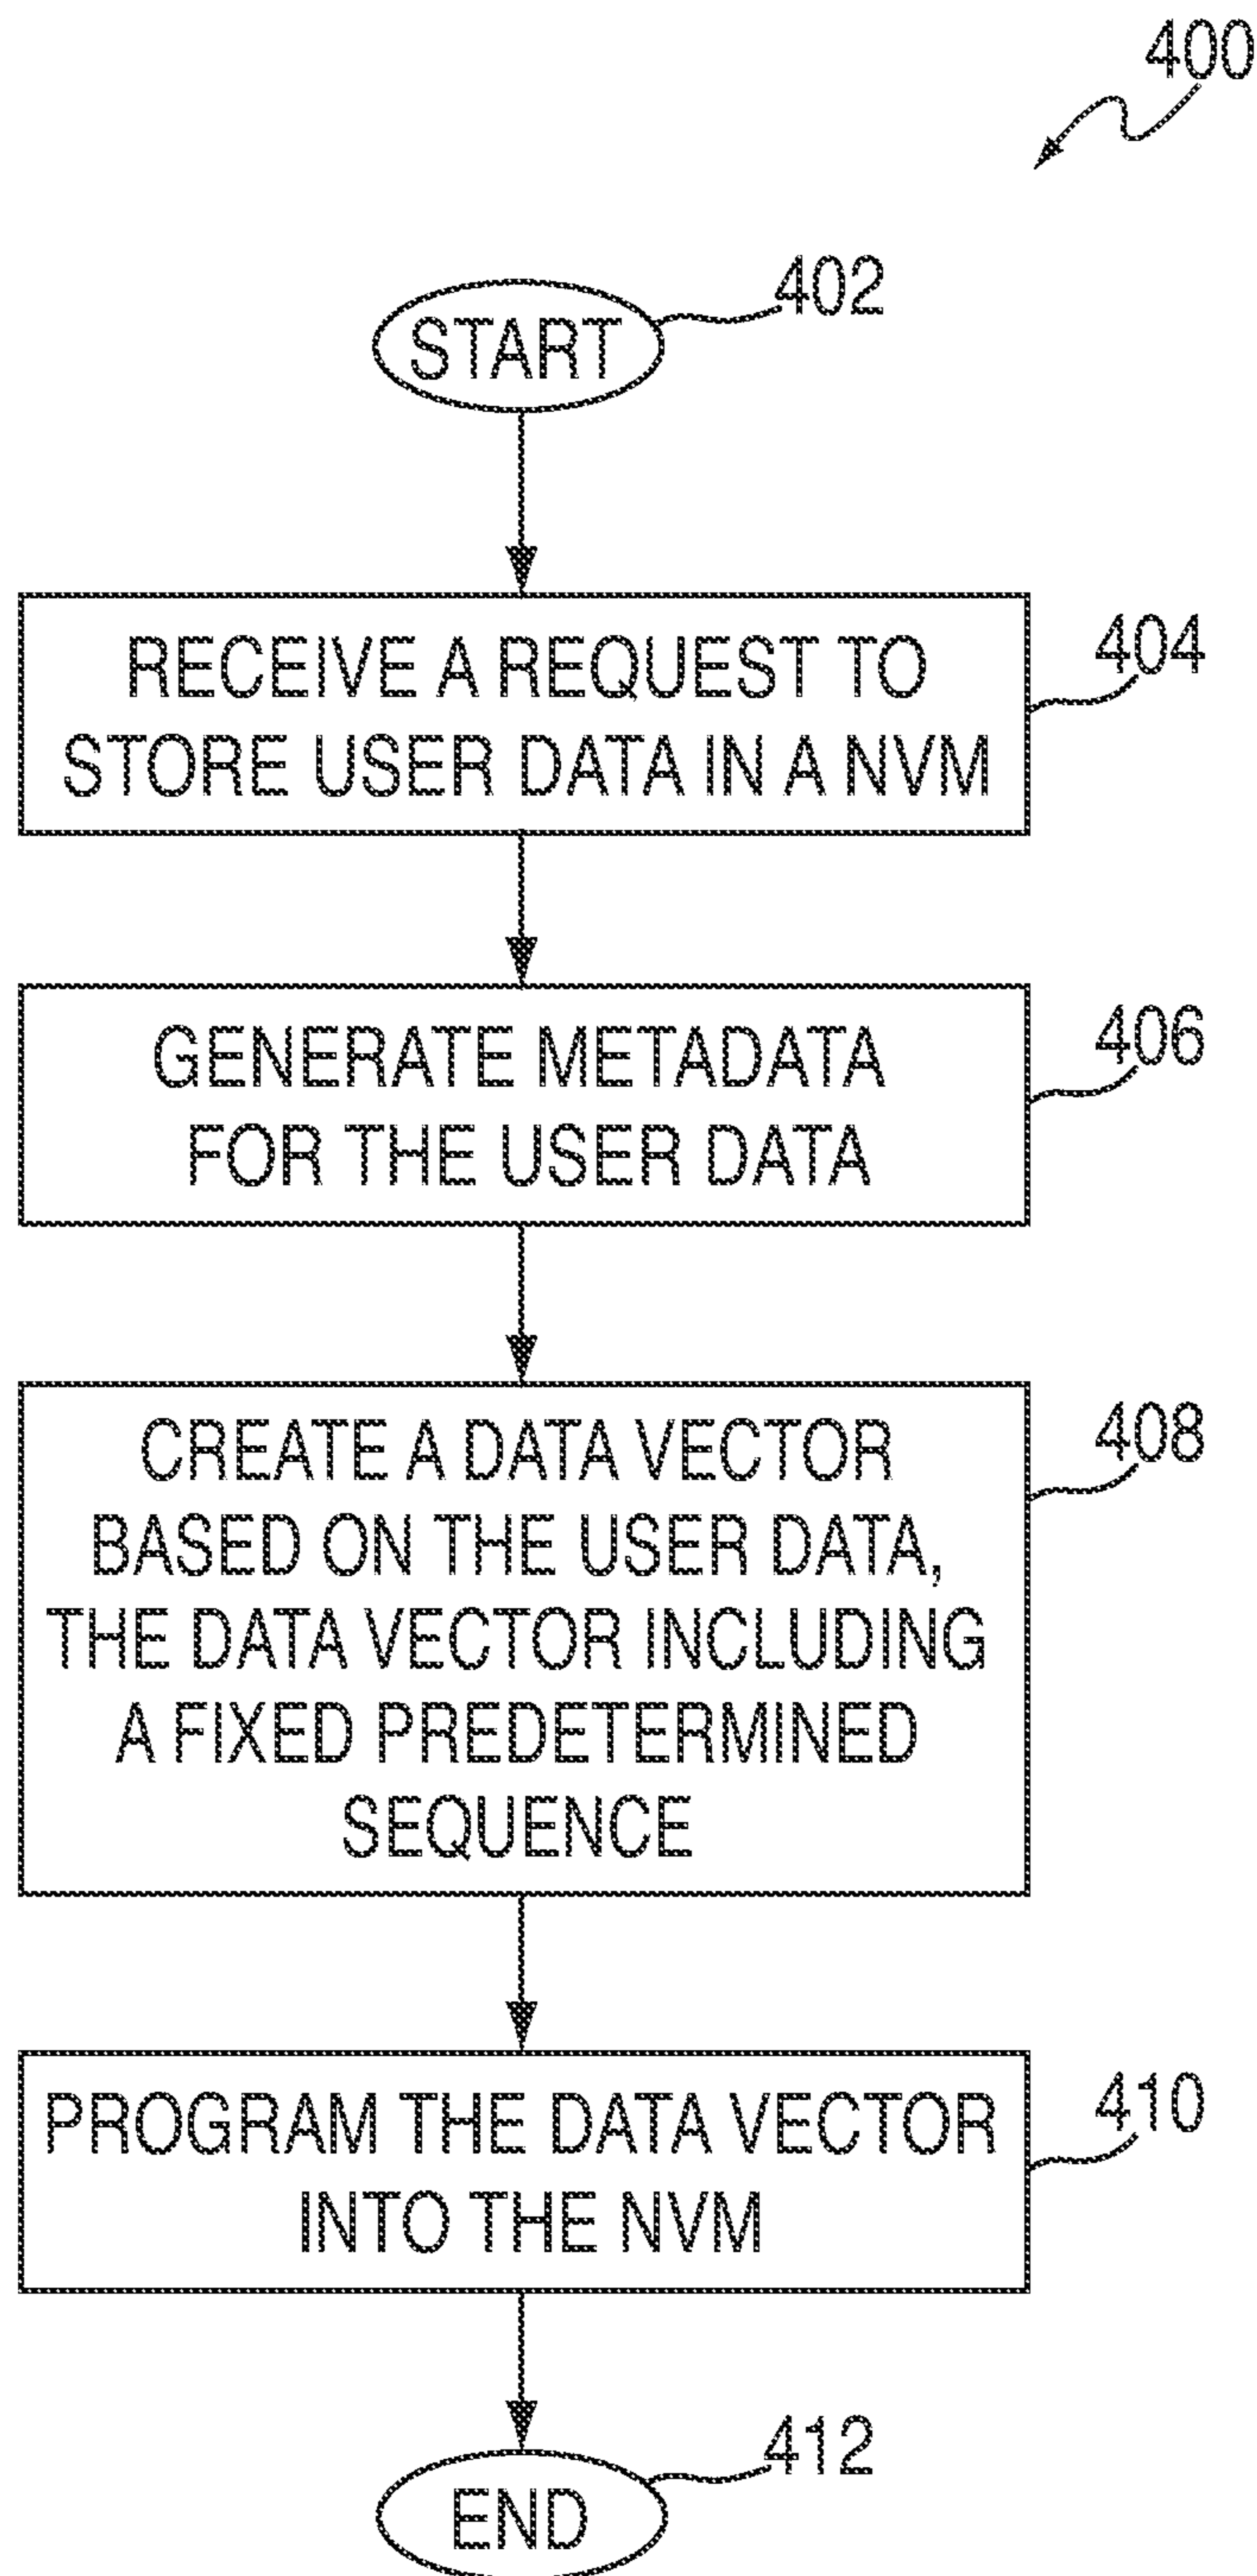 400
START
402
RECEIVE A REQUEST TO
STORE USER DATA IN A NVM
404
GENERATE METADATA
FOR THE USER DATA
406
CREATE A DATA VECTOR
BASED ON THE USER DATA,
THE DATA VECTOR INCLUDING
A FIXED PREDETERMINED
SEQUENCE
408
PROGRAM THE DATA VECTOR
INTO THE NVM
410
END
412